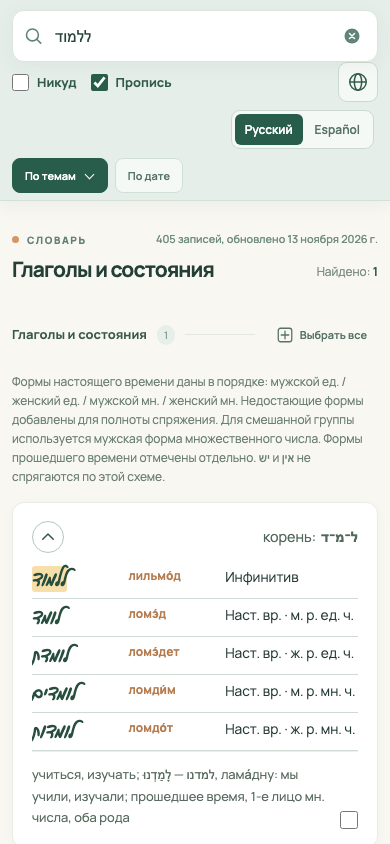 ללמוד
Никуд Пропись
Русский Español
По темам По дате
СЛОВАРЬ 405 записей, обновлено 13 ноября 2026 г.
Глаголы и состояния Найдено: 1
Глаголы и состояния 1 Выбрать все
Формы настоящего времени даны в порядке: мужской ед. /
женский ед. / мужской мн. / женский мн. Недостающие формы
добавлены для полноты спряжения. Для смешанной группы
используется мужская форма множественного числа. Формы
прошедшего времени отмечены отдельно. יש и אין не
спрягаются по этой схеме.
корень: ל־מ־ד
ללמוד лильмо́д Инфинитив
לומד ломэ́д Наст. вр. · м. р. ед. ч.
לומדת ломэ́дет Наст. вр. · ж. р. ед. ч.
לומדים ломди́м Наст. вр. · м. р. мн. ч.
לומדות ломдо́т Наст. вр. · ж. р. мн. ч.
учиться, изучать; לָמַדְנוּ — למדנו, лама́дну: мы
учили, изучали; прошедшее время, 1-е лицо мн.
числа, оба рода